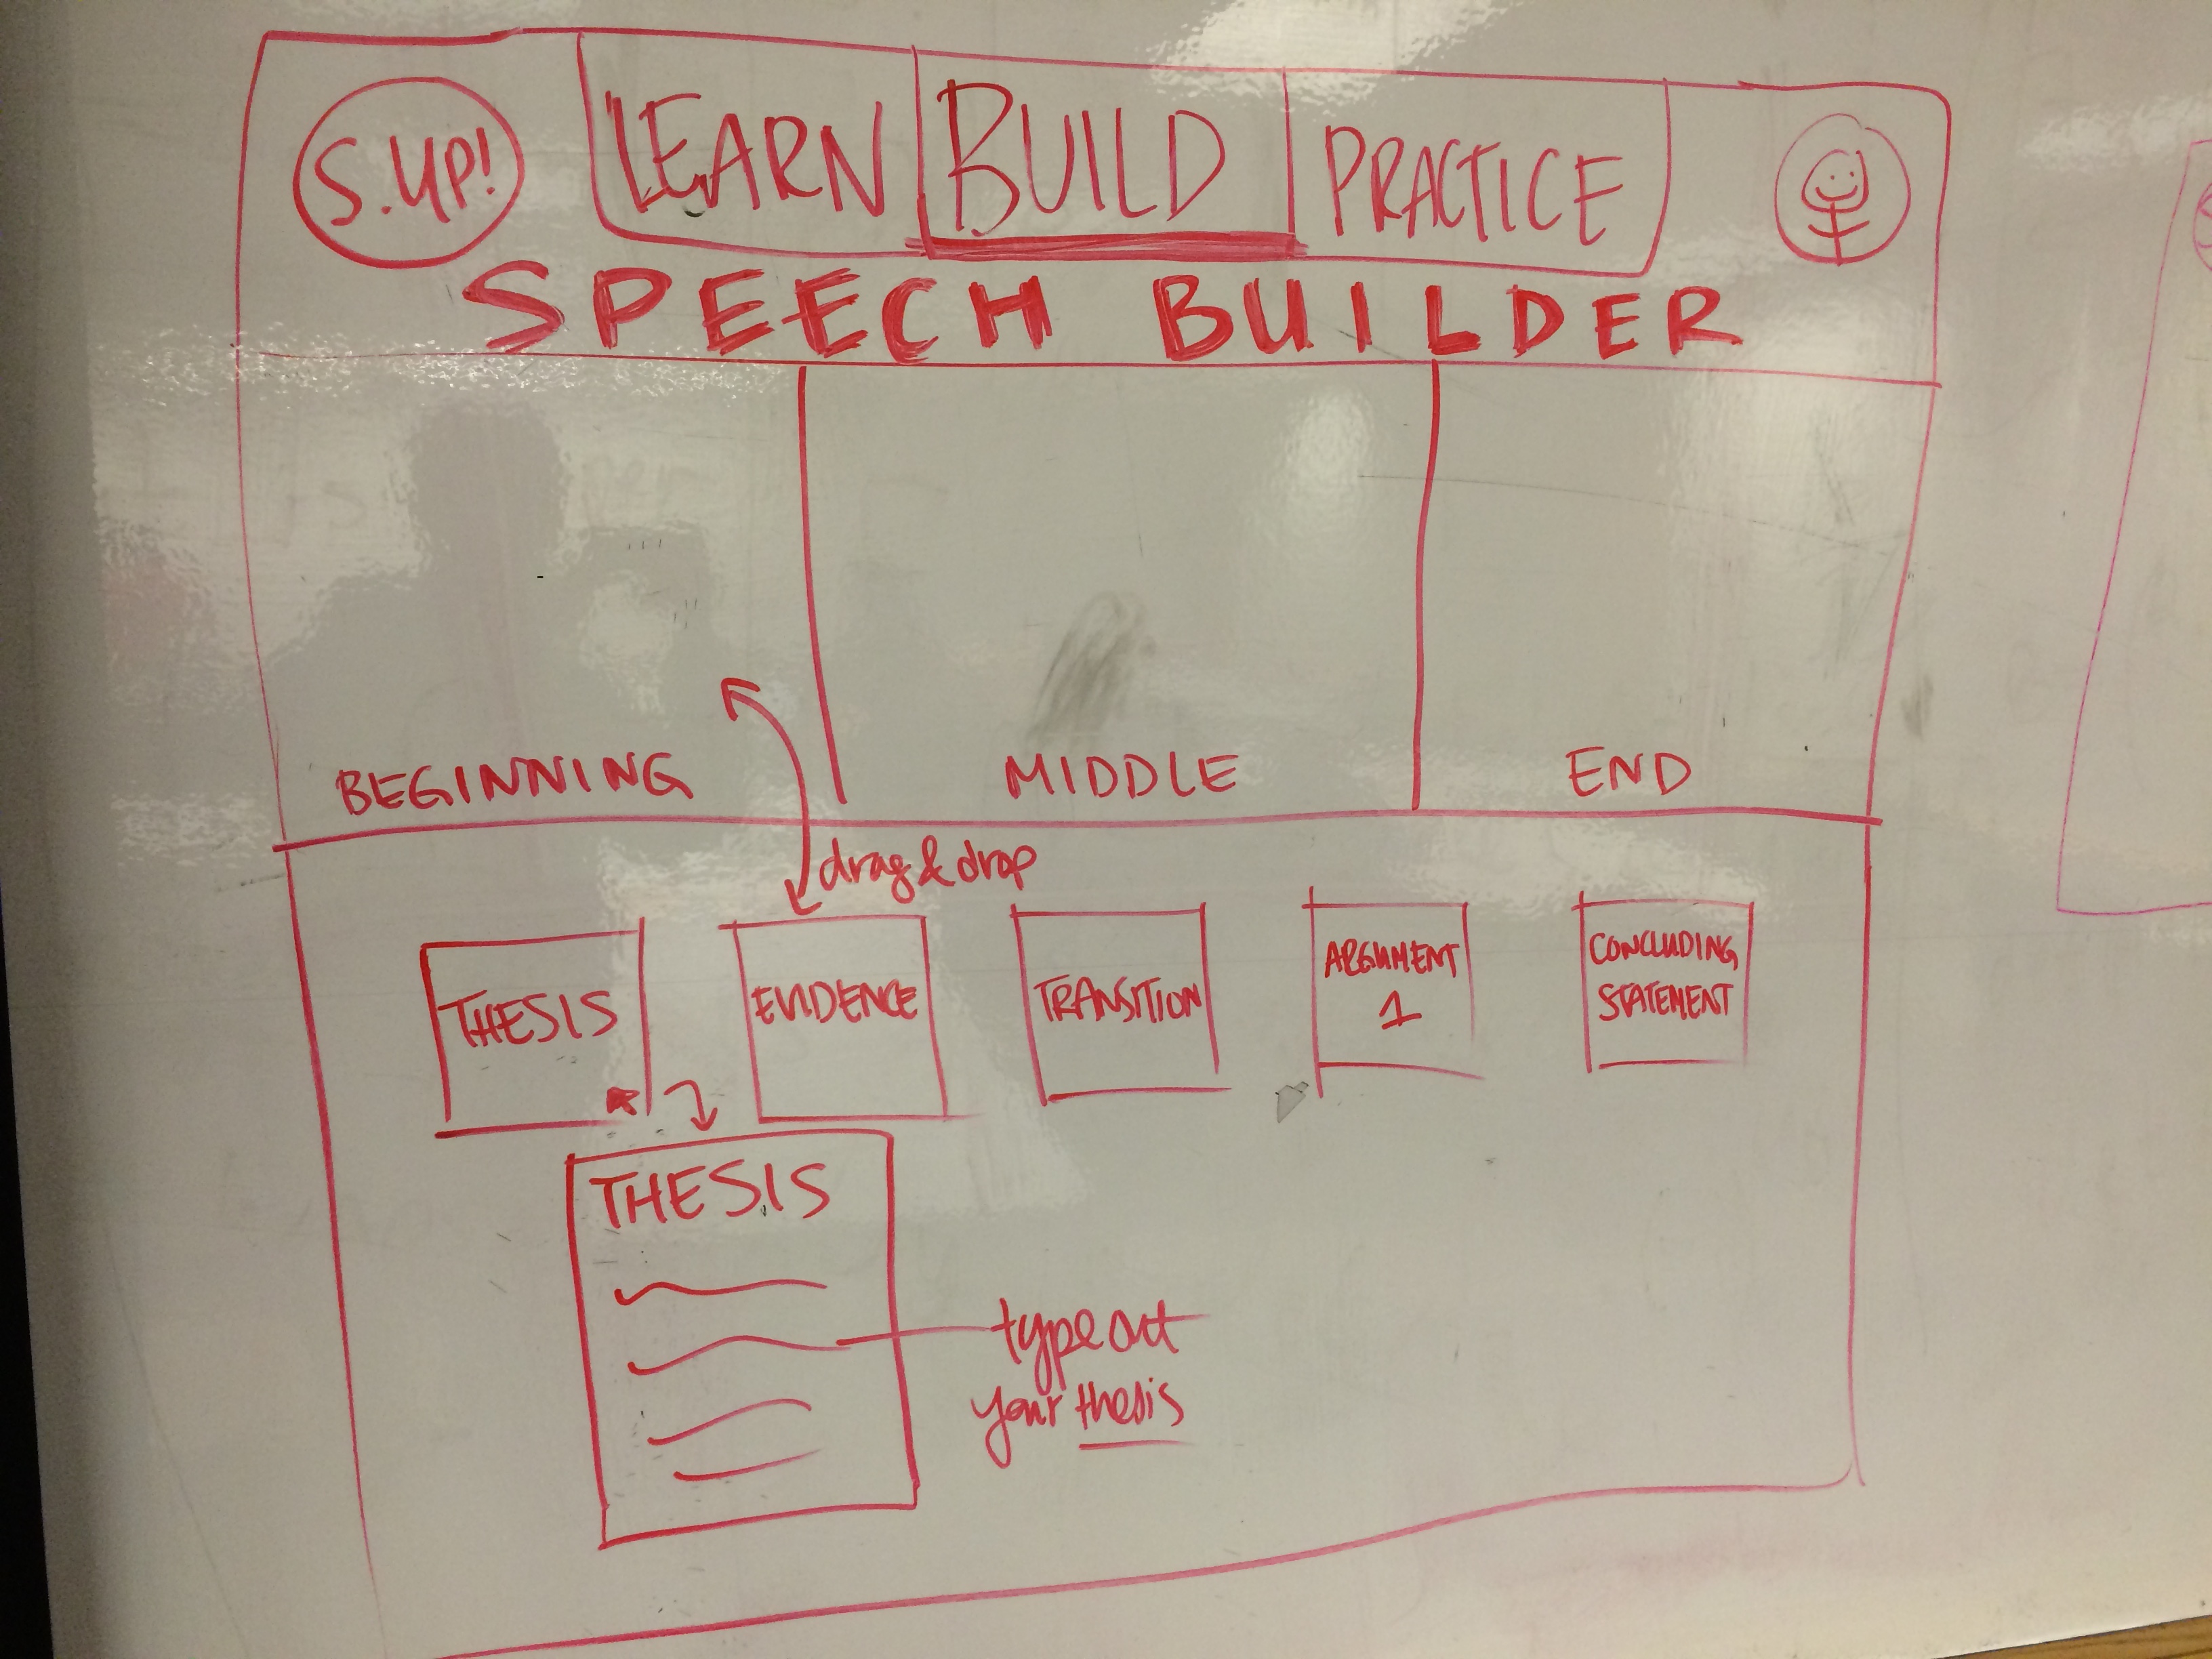 S.UP!
LEARN
BUILD
PRACTICE
SPEECH BUILDER
BEGINNING
MIDDLE
END
drag & drop
THESIS
EVIDENCE
TRANSITION
ARGUMENT
1
CONCLUDING
STATEMENT
THESIS
type out
your thesis